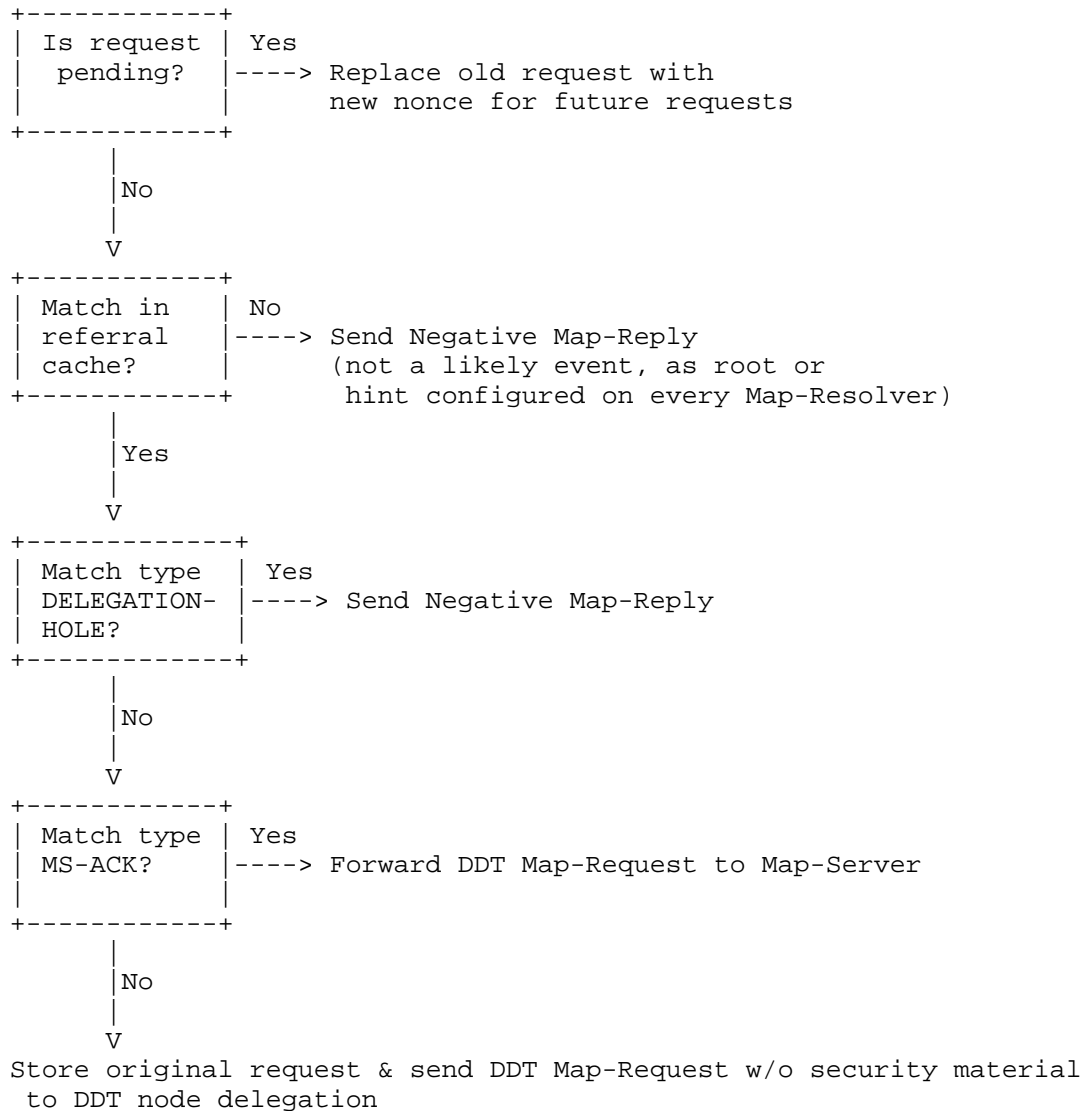 +------------+
| Is request | Yes
|  pending?  |----> Replace old request with
|            |      new nonce for future requests
+------------+
      |
      |No
      |
      V
+------------+
| Match in   | No
| referral   |----> Send Negative Map-Reply
| cache?     |      (not a likely event, as root or
+------------+       hint configured on every Map-Resolver)
      |
      |Yes
      |
      V
+-------------+
| Match type  | Yes
| DELEGATION- |----> Send Negative Map-Reply
| HOLE?       |
+-------------+
      |
      |No
      |
      V
+------------+
| Match type | Yes
| MS-ACK?    |----> Forward DDT Map-Request to Map-Server
|            |
+------------+
      |
      |No
      |
      V
Store original request & send DDT Map-Request w/o security material
 to DDT node delegation